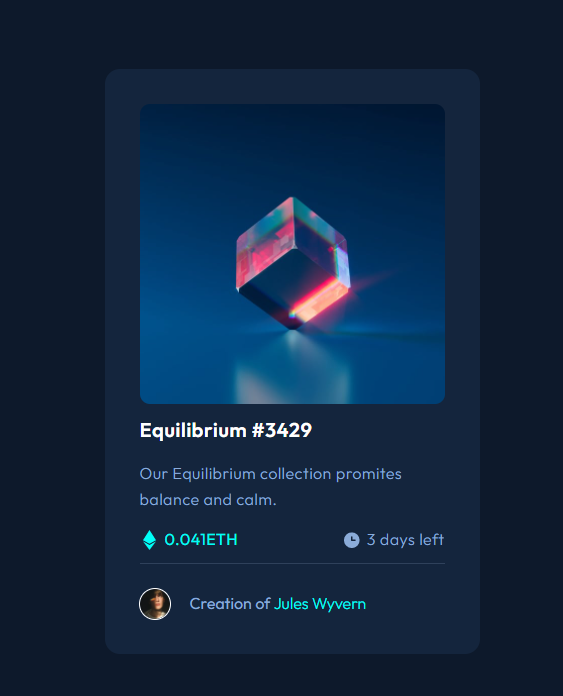 Equilibrium #3429
Our Equilibrium collection promites
balance and calm.
0.041ETH
3 days left
Creation of Jules Wyvern